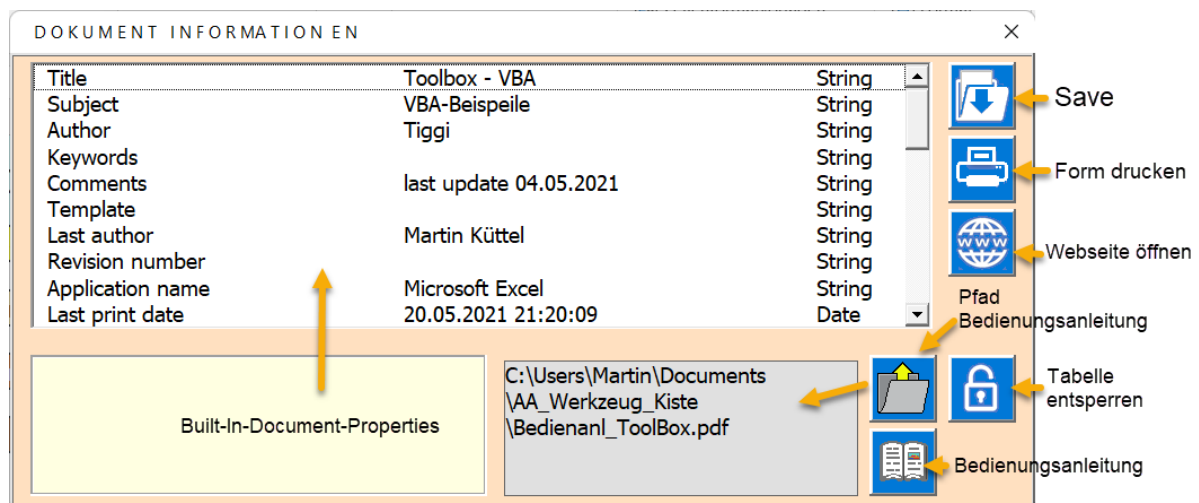 DOKUMENT INFORMATIONEN
Title Toolbox - VBA String
Subject VBA-Beispeile String
Author Tiggi String
Keywords String
Comments last update 04.05.2021 String
Template String
Last author Martin Küttel String
Revision number String
Application name Microsoft Excel String
Last print date 20.05.2021 21:20:09 Date
Save
Form drucken
WWW
Webseite öffnen
Pfad
Bedienungsanleitung
Built-In-Document-Properties
C:\Users\Martin\Documents
\AA_Werkzeug_Kiste
\Bedienanl_ToolBox.pdf
Tabelle
entsperren
Bedienungsanleitung